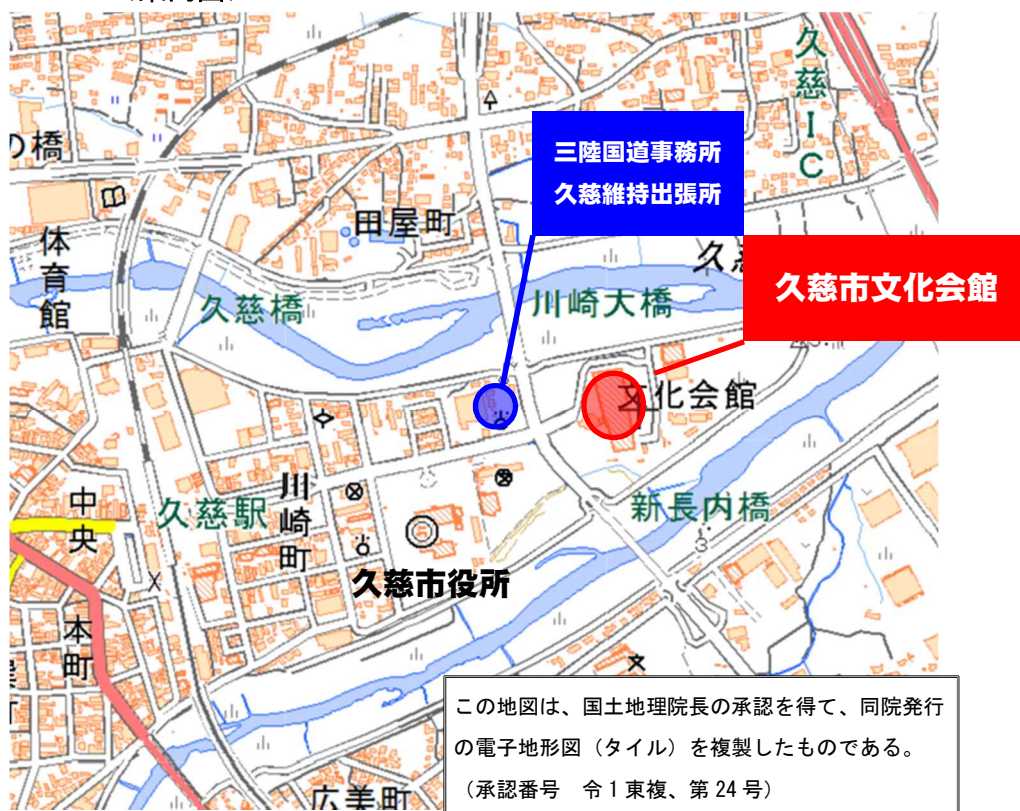 久慈IC
の橋
三陸国道事務所
久慈維持出張所
田屋町
体育館
久慈橋
川崎大橋
久慈市文化会館
文化会館
中央
久慈駅
川崎町
新長内橋
久慈市役所
本町
この地図は、国土地理院長の承認を得て、同院発行
の電子地形図（タイル）を複製したものである。
（承認番号 令1東複、第24号）
広美町